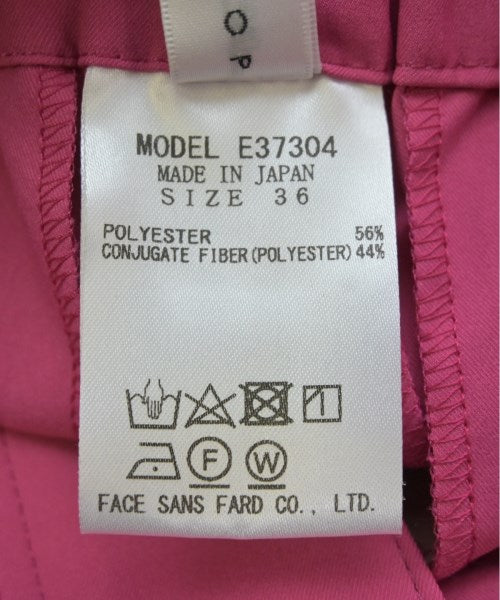 O P
MODEL E37304
MADE IN JAPAN
SIZE 36
POLYESTER 56%
CONJUGATE FIBER(POLYESTER) 44%
F W
FACE SANS FARD CO., LTD.